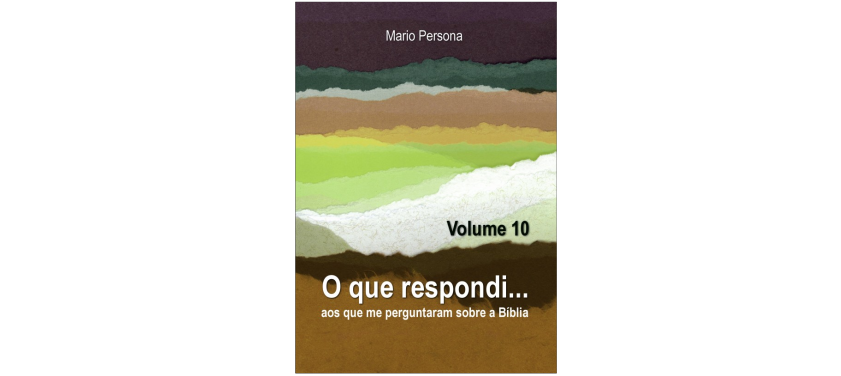 Mario Persona
Volume 10
O que respondi...
aos que me perguntaram sobre a Bíblia